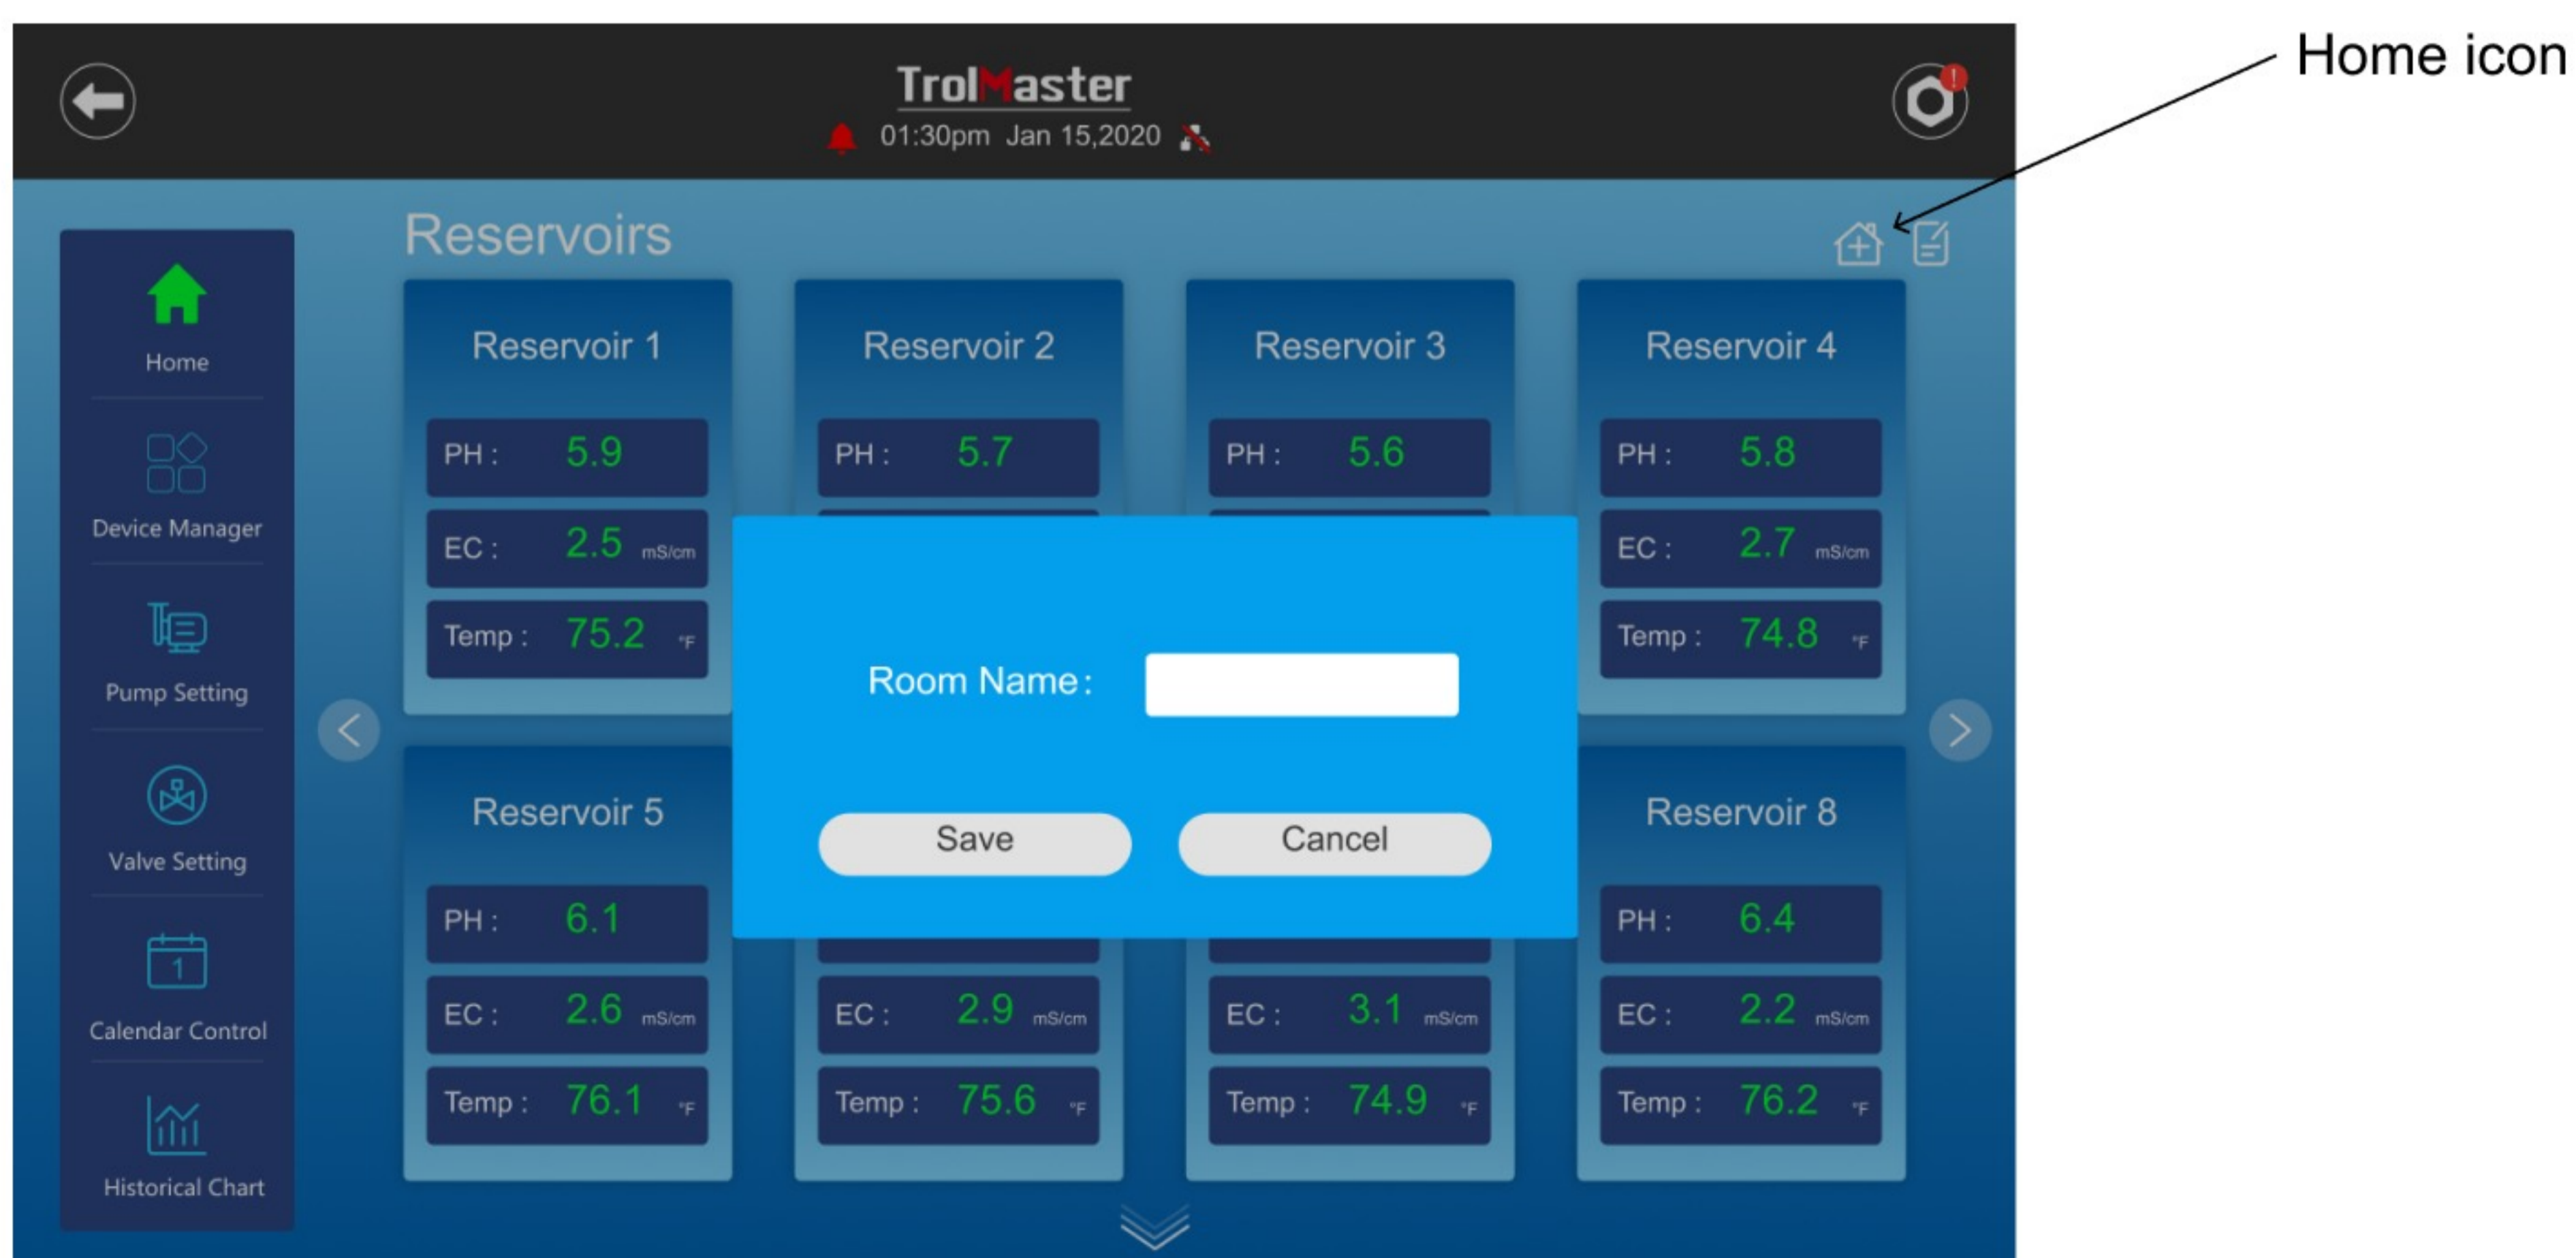 Home icon
TrolMaster
01:30pm Jan 15,2020
Reservoirs
Home
Device Manager
Pump Setting
Valve Setting
1
Calendar Control
Historical Chart
Reservoir 1
PH : 5.9
EC : 2.5 mS/cm
Temp : 75.2 °F
Reservoir 2
PH : 5.7
Reservoir 3
PH : 5.6
Reservoir 4
PH : 5.8
EC : 2.7 mS/cm
Temp : 74.8 °F
Room Name :
Save Cancel
Reservoir 5
PH : 6.1
EC : 2.6 mS/cm
Temp : 76.1 °F
EC : 2.9 mS/cm
Temp : 75.6 °F
EC : 3.1 mS/cm
Temp : 74.9 °F
Reservoir 8
PH : 6.4
EC : 2.2 mS/cm
Temp : 76.2 °F